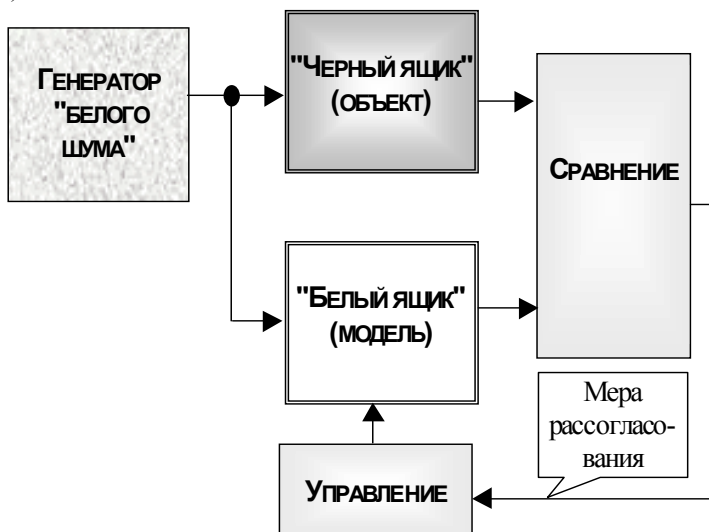 ГЕНЕРАТОР
"БЕЛОГО
ШУМА"
"ЧЕРНЫЙ ЯЩИК"
(ОБЪЕКТ)
СРАВНЕНИЕ
"БЕЛЫЙ ЯЩИК"
(МОДЕЛЬ)
Мера
рассогласо-
вания
УПРАВЛЕНИЕ